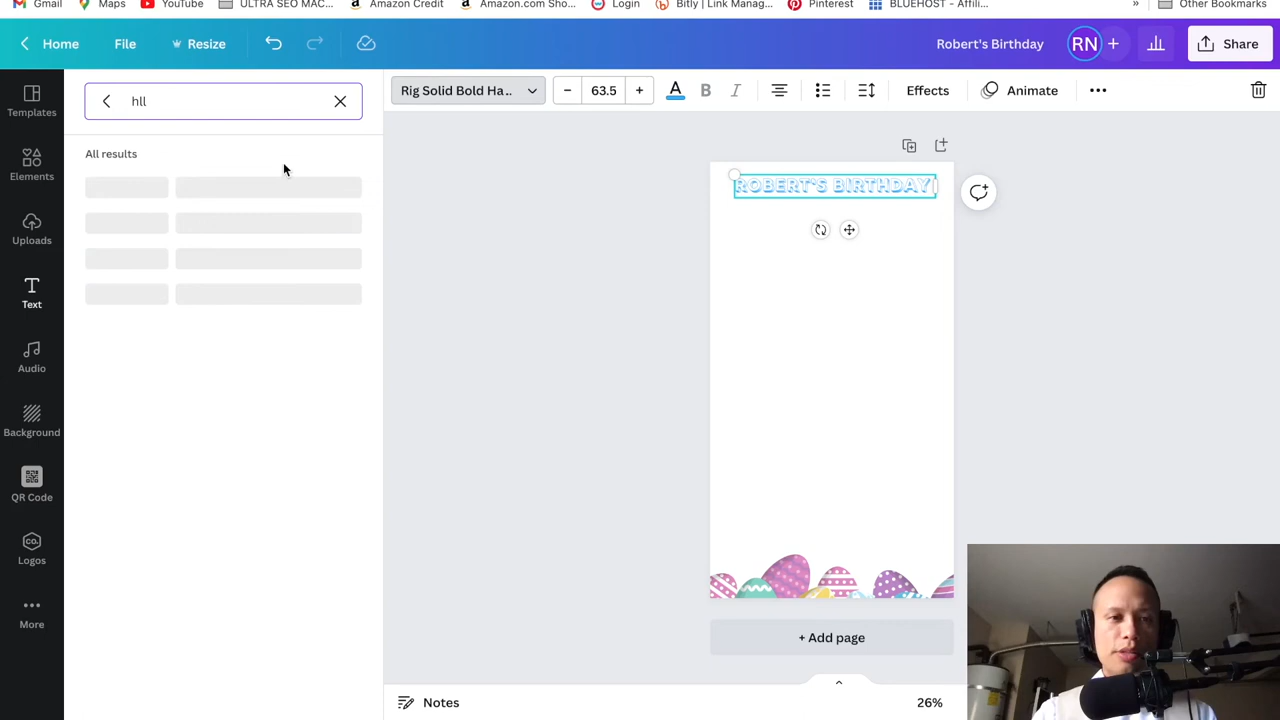 Gmail Maps YouTube ULTRA SEO MAC... Amazon Credit Amazon.com Sho... Login Bitly | Link Manag... Pinterest BLUEHOST - Affili... » Other Bookmarks
Home File Resize Robert's Birthday RN + Share
Templates
Elements
Uploads
Text
Audio
Background
QR Code
CO.
Logos
More
hll
All results
Rig Solid Bold Ha... – 63.5 + A B I Effects Animate
ROBERT'S BIRTHDAY
+ Add page
Notes 26%